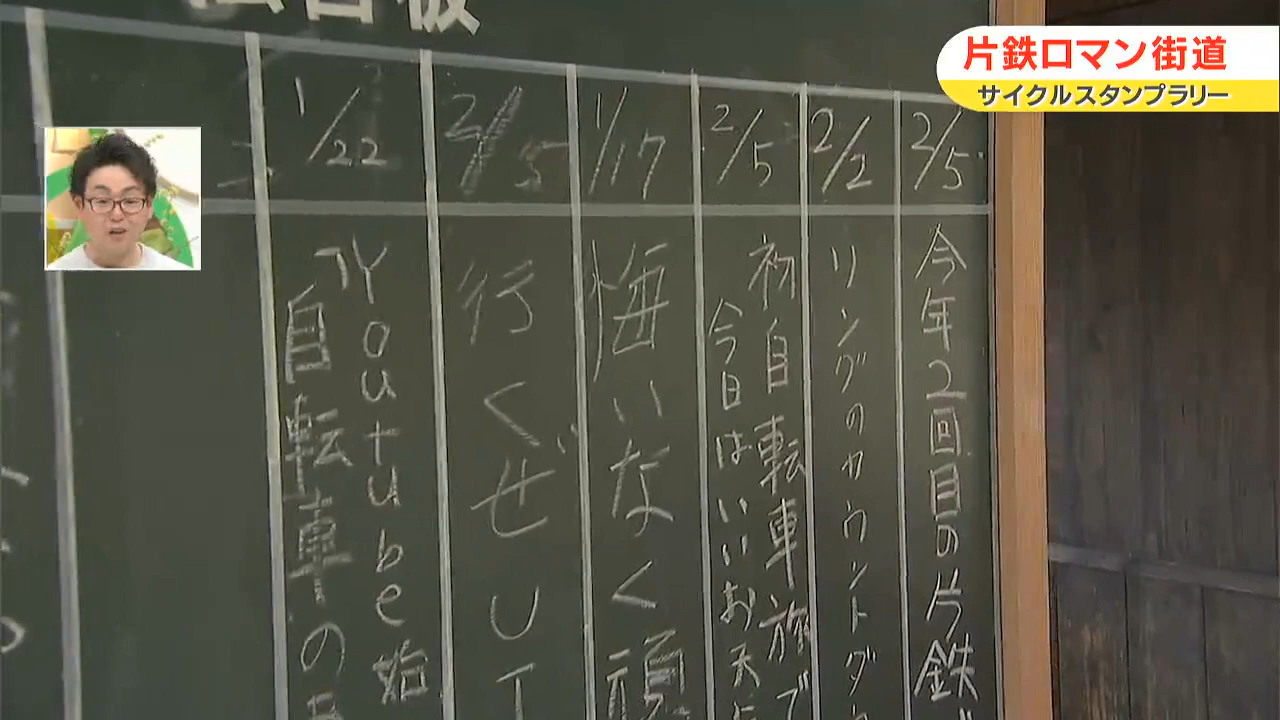 片鉄ロマン街道
サイクルスタンプラリー
2/5
今年2回目の片鉄
2/2
リングのカウントダ
2/5
初自転車旅で
今日はいいお天
1/17
悔いなく頑
2/5
行くぜUT
1/22
Youtube始
自転車の